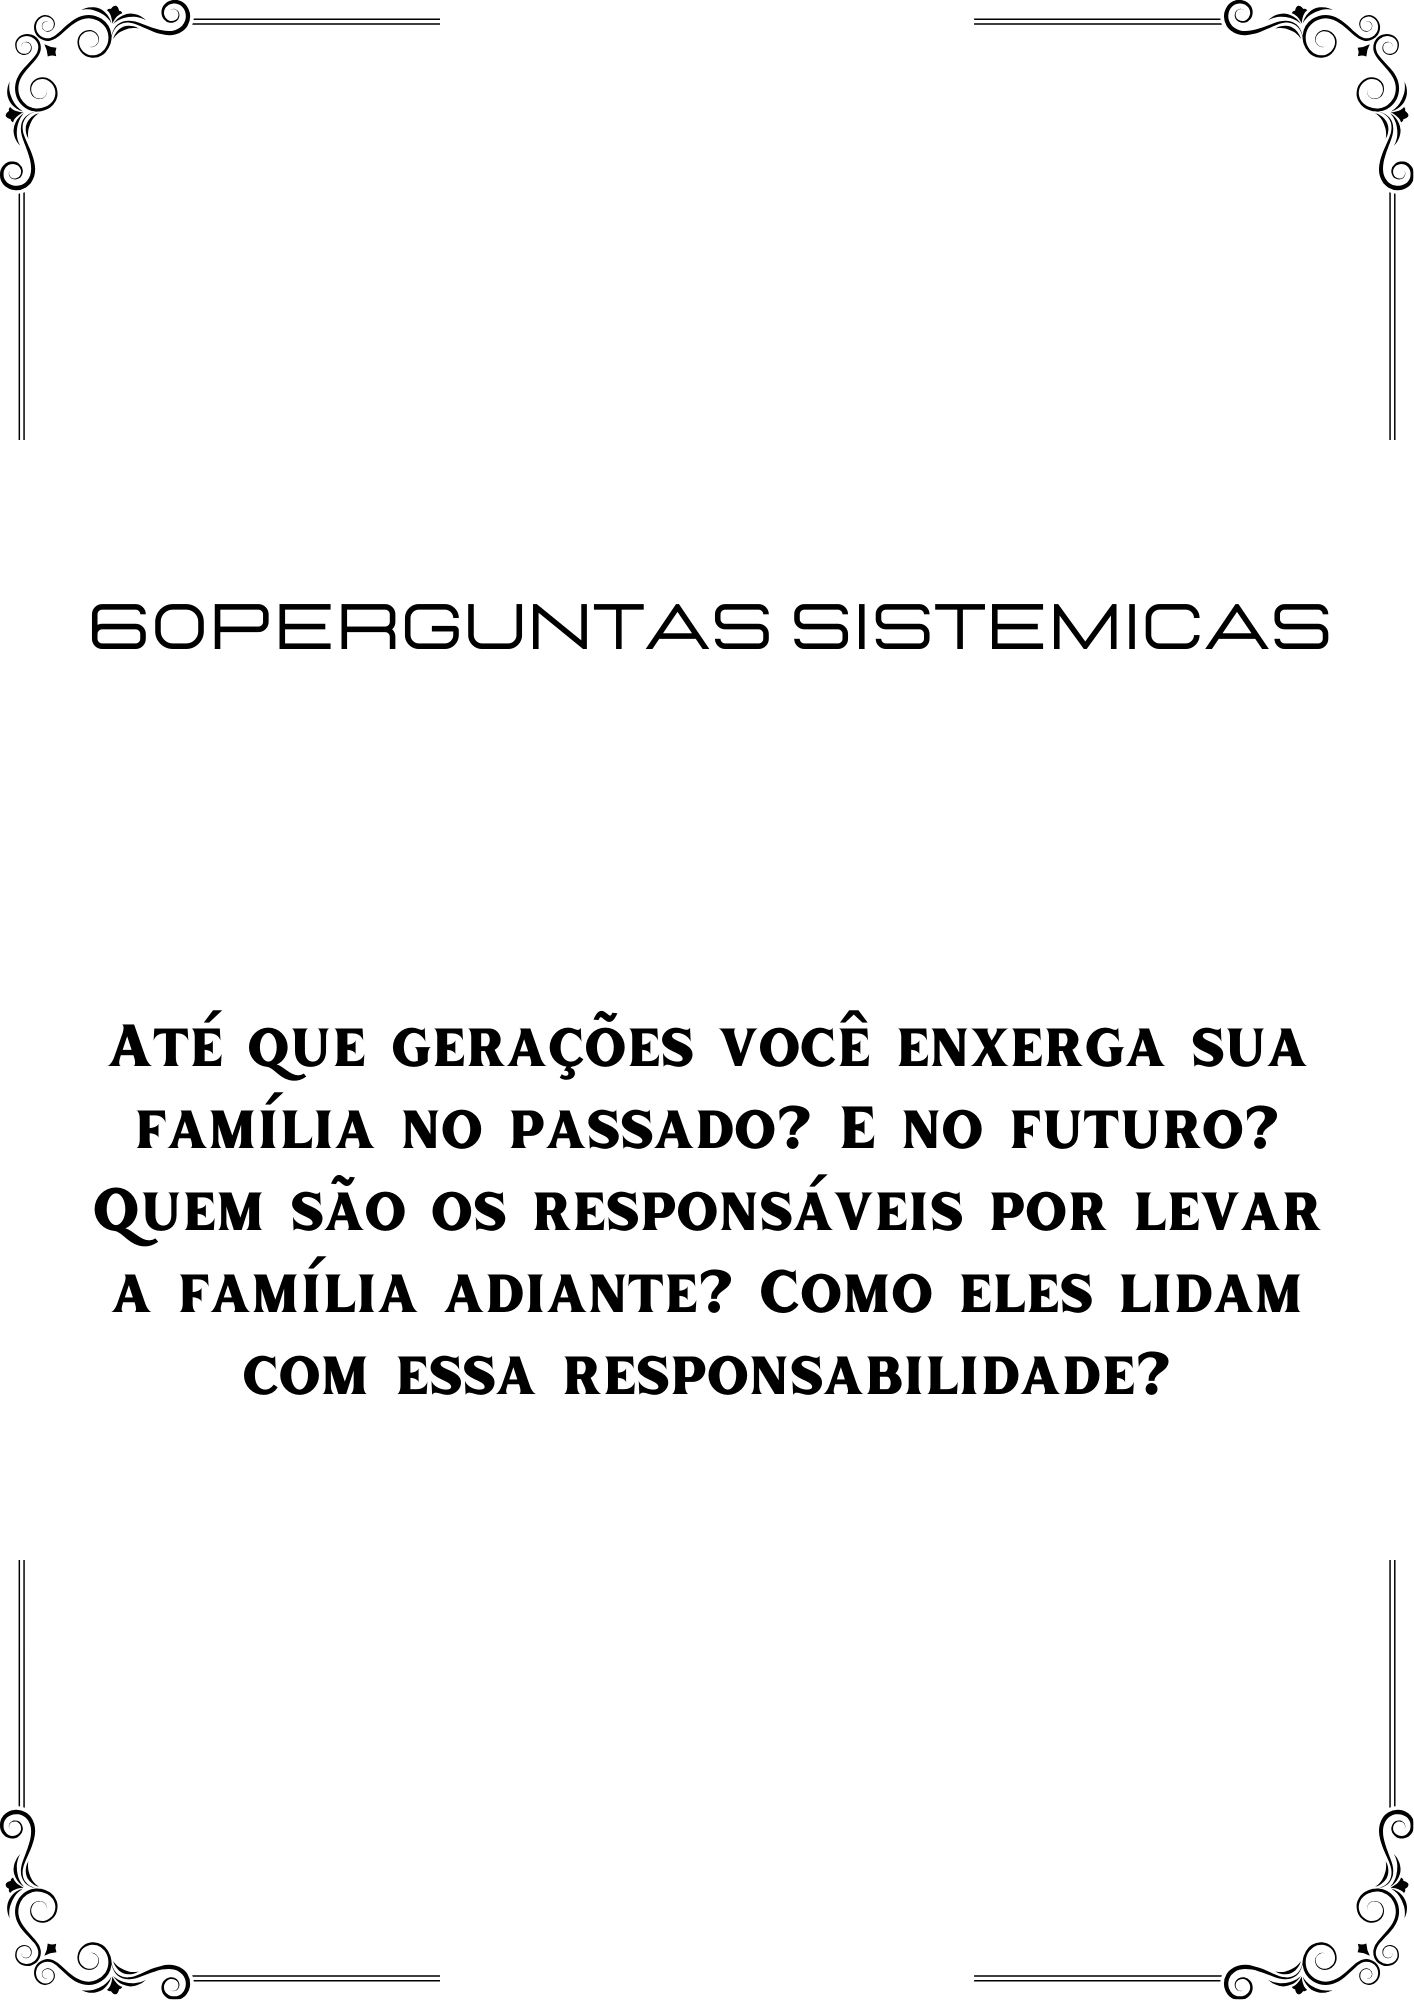 60PERGUNTAS SISTEMICAS
Até que gerações você enxerga sua
família no passado? E no futuro?
Quem são os responsáveis por levar
a família adiante? Como eles lidam
com essa responsabilidade?